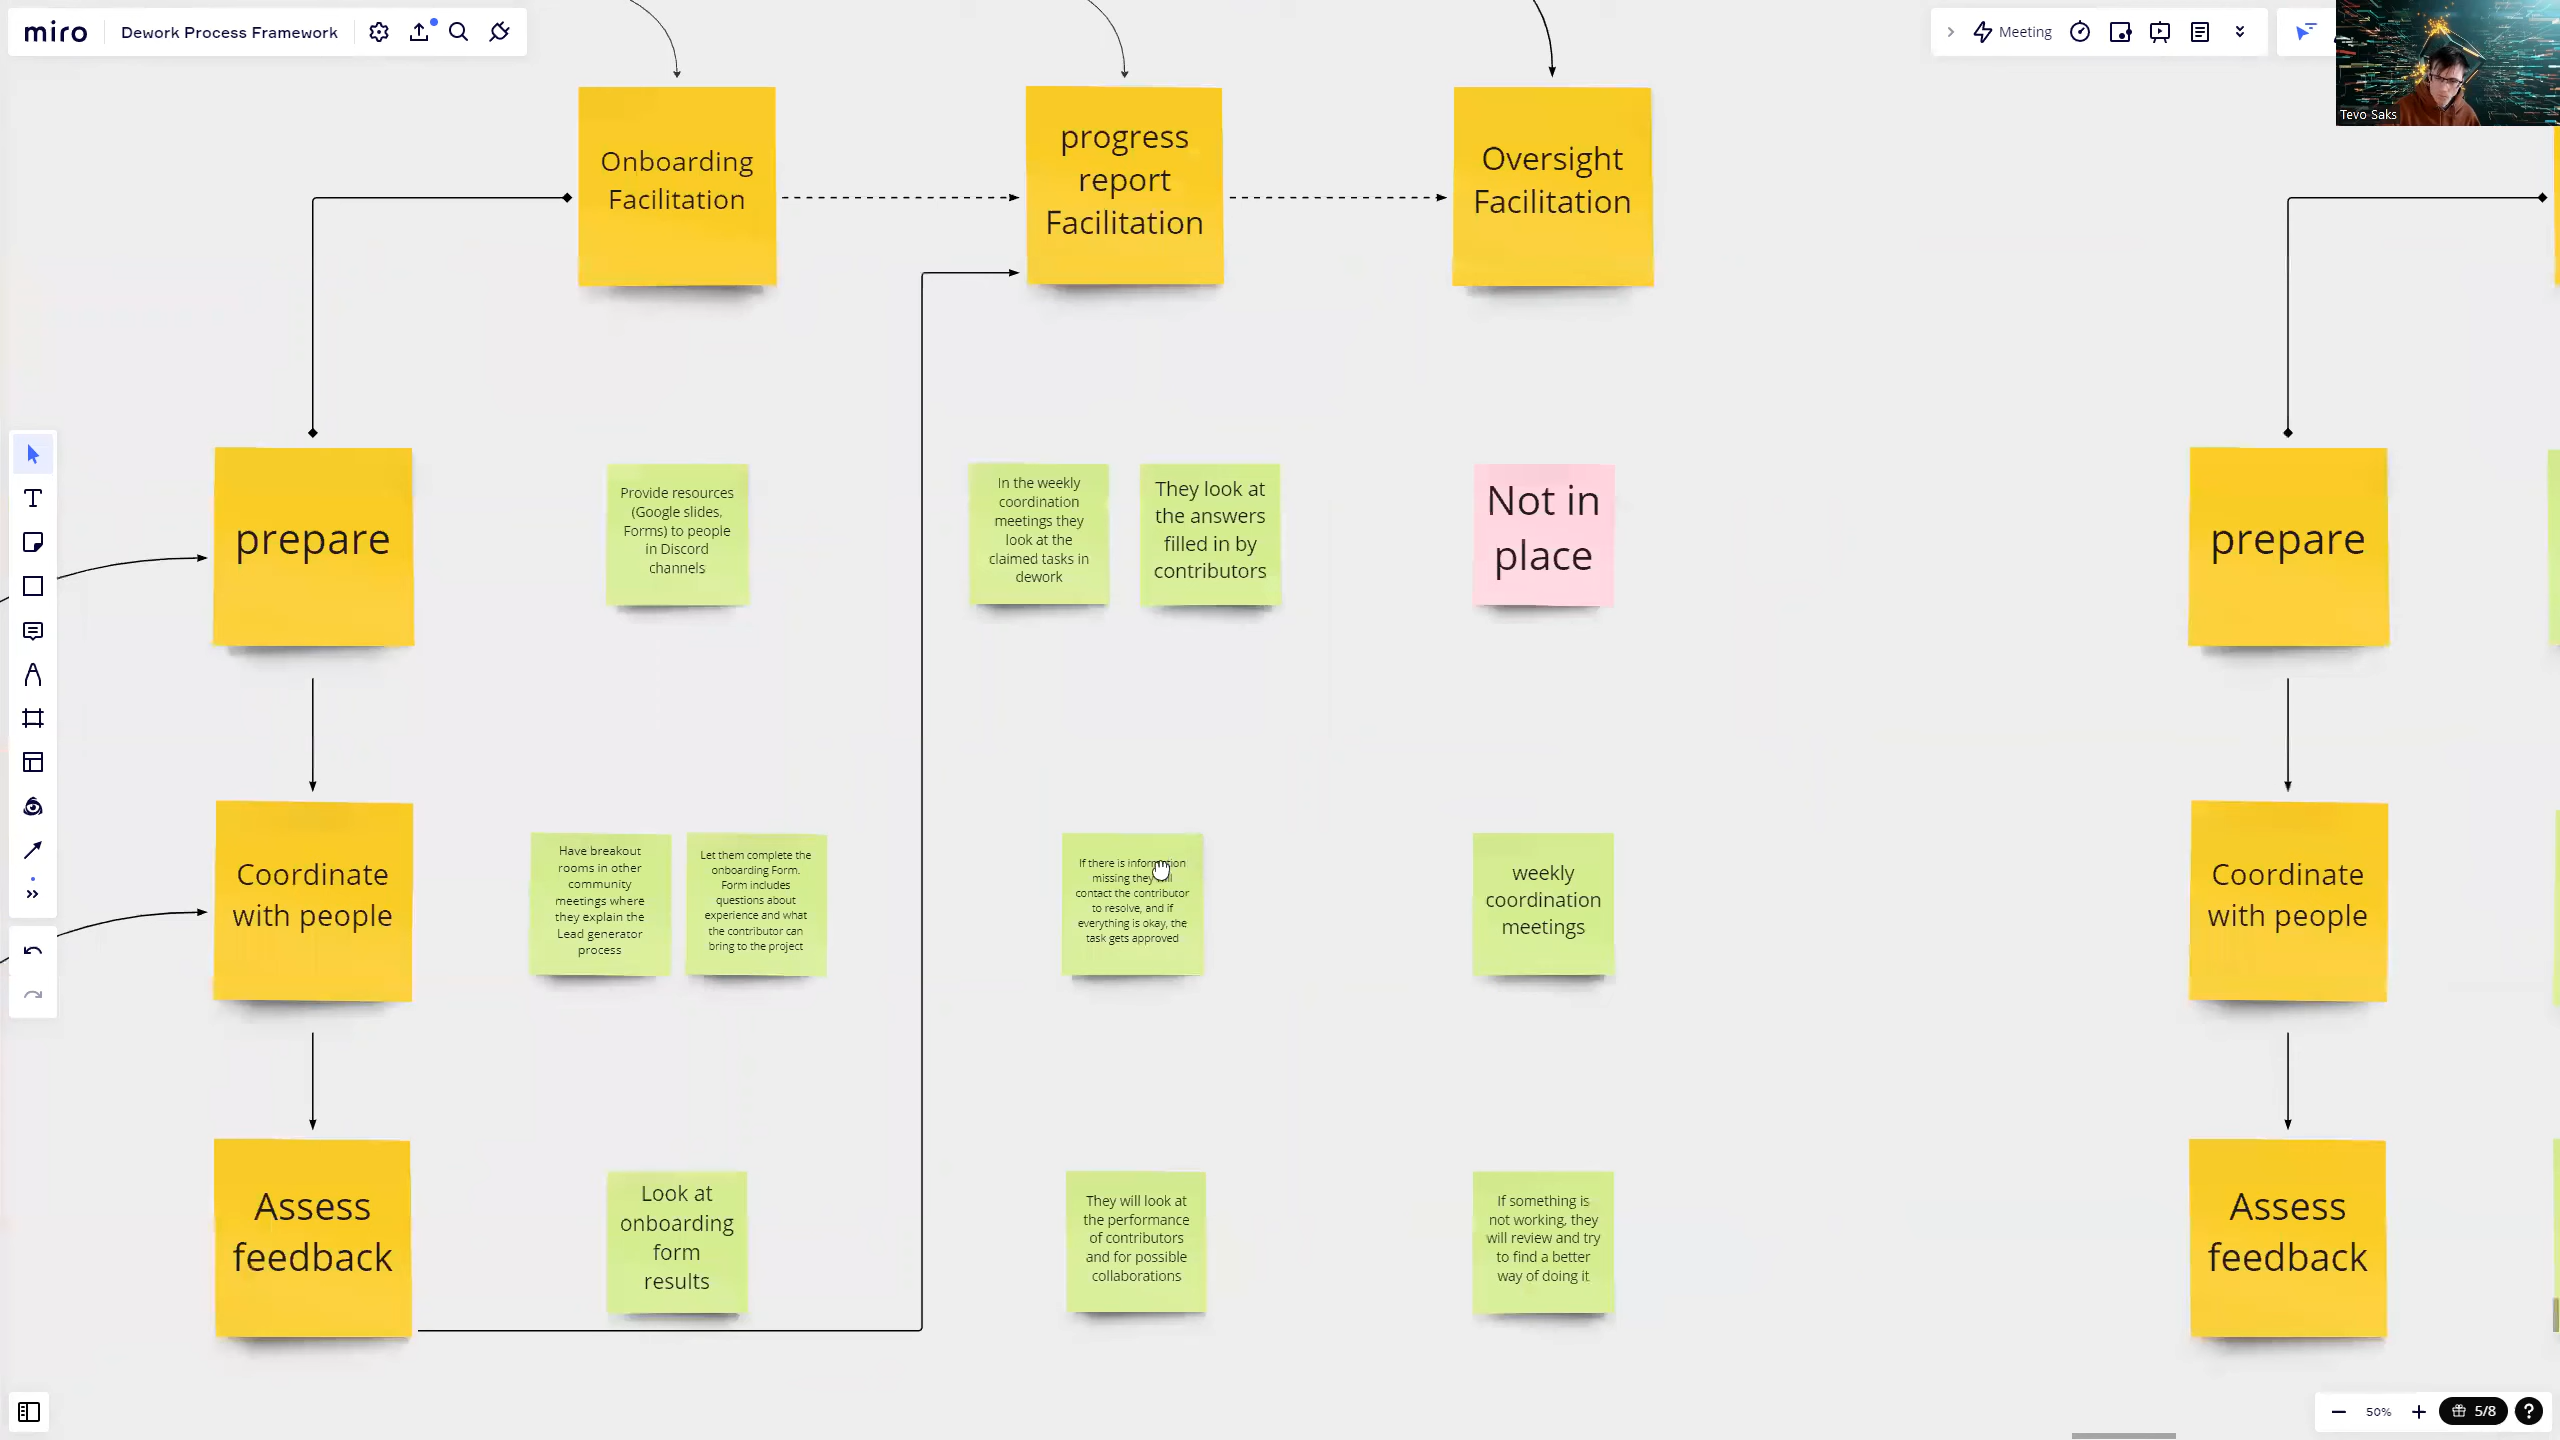 miro
Dework Process Framework
Meeting
Tevo Saks
Onboarding
Facilitation
progress
report
Facilitation
Oversight
Facilitation
prepare
Provide resources
(Google slides,
Forms) to people
in Discord
channels
In the weekly
coordination
meetings they
look at the
claimed tasks in
dework
They look at
the answers
filled in by
contributors
Not in
place
prepare
Coordinate
with people
Have breakout
rooms in other
community
meetings where
they explain the
Lead generator
process
Let them complete the
onboarding Form.
Form includes
questions about
experience and what
the contributor can
bring to the project
If there is information
missing they will
contact the contributor
to resolve, and if
everything is okay, the
task gets approved
weekly
coordination
meetings
Coordinate
with people
Assess
feedback
Look at
onboarding
form
results
They will look at
the performance
of contributors
and for possible
collaborations
If something is
not working, they
will review and try
to find a better
way of doing it
Assess
feedback
50%
5/8
?